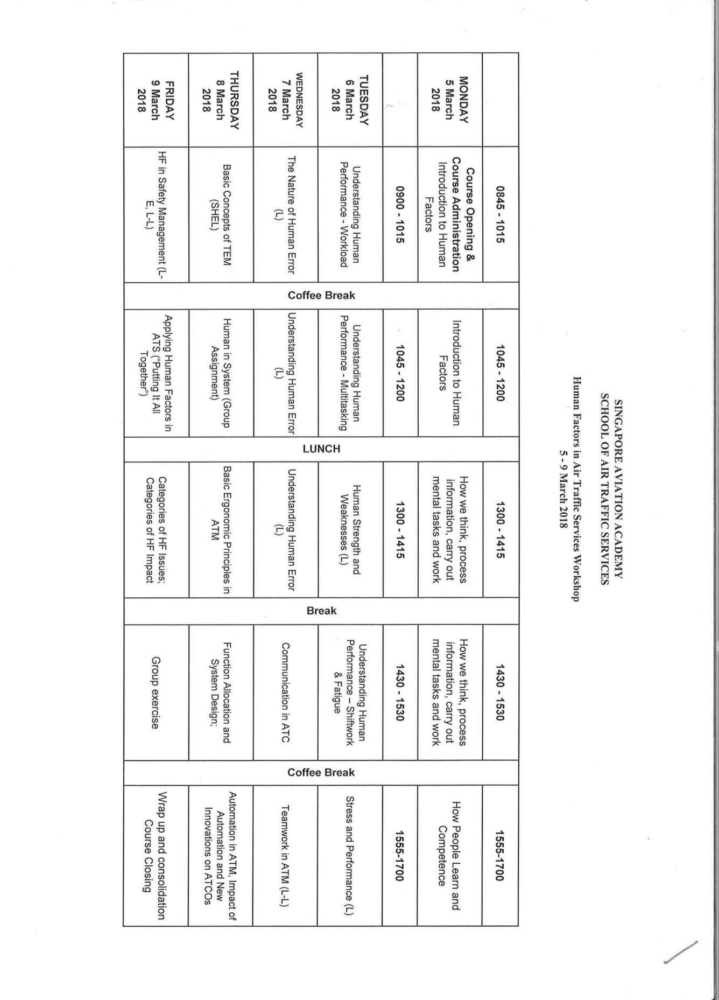 SINGAPORE AVIATION ACADEMY
SCHOOL OF AIR TRAFFIC SERVICES
Human Factors in Air Traffic Services Workshop
5 - 9 March 2018
0845 - 1015
1045 - 1200
1300 - 1415
1430 - 1530
1555-1700
MONDAY
5 March
2018
Course Opening &
Course Administration
Introduction to Human
Factors
Introduction to Human
Factors
How we think, process
information, carry out
mental tasks and work
How we think, process
information, carry out
mental tasks and work
How People Learn and
Competence
0900 - 1015
1045 - 1200
1300 - 1415
1430 - 1530
1555-1700
TUESDAY
6 March
2018
Understanding Human
Performance - Workload
Coffee Break
Understanding Human
Performance - Multitasking
LUNCH
Human Strength and
Weaknesses (L)
Break
Understanding Human
Performance – Shiftwork
& Fatigue
Coffee Break
Stress and Performance (L)
WEDNESDAY
7 March
2018
The Nature of Human Error
(L)
Understanding Human Error
(L)
Understanding Human Error
(L)
Communication in ATC
Teamwork in ATM (L-L)
THURSDAY
8 March
2018
Basic Concepts of TEM
(SHEL)
Human in System (Group
Assignment)
Basic Ergonomic Principles in
ATM
Function Allocation and
System Design;
Automation in ATM, Impact of
Automation and New
Innovations on ATCOs
FRIDAY
9 March
2018
HF in Safety Management (L-
E, L-L)
Applying Human Factors in
ATS ("Putting It All
Together")
Categories of HF Issues;
Categories of HF Impact
Group exercise
Wrap up and consolidation
Course Closing